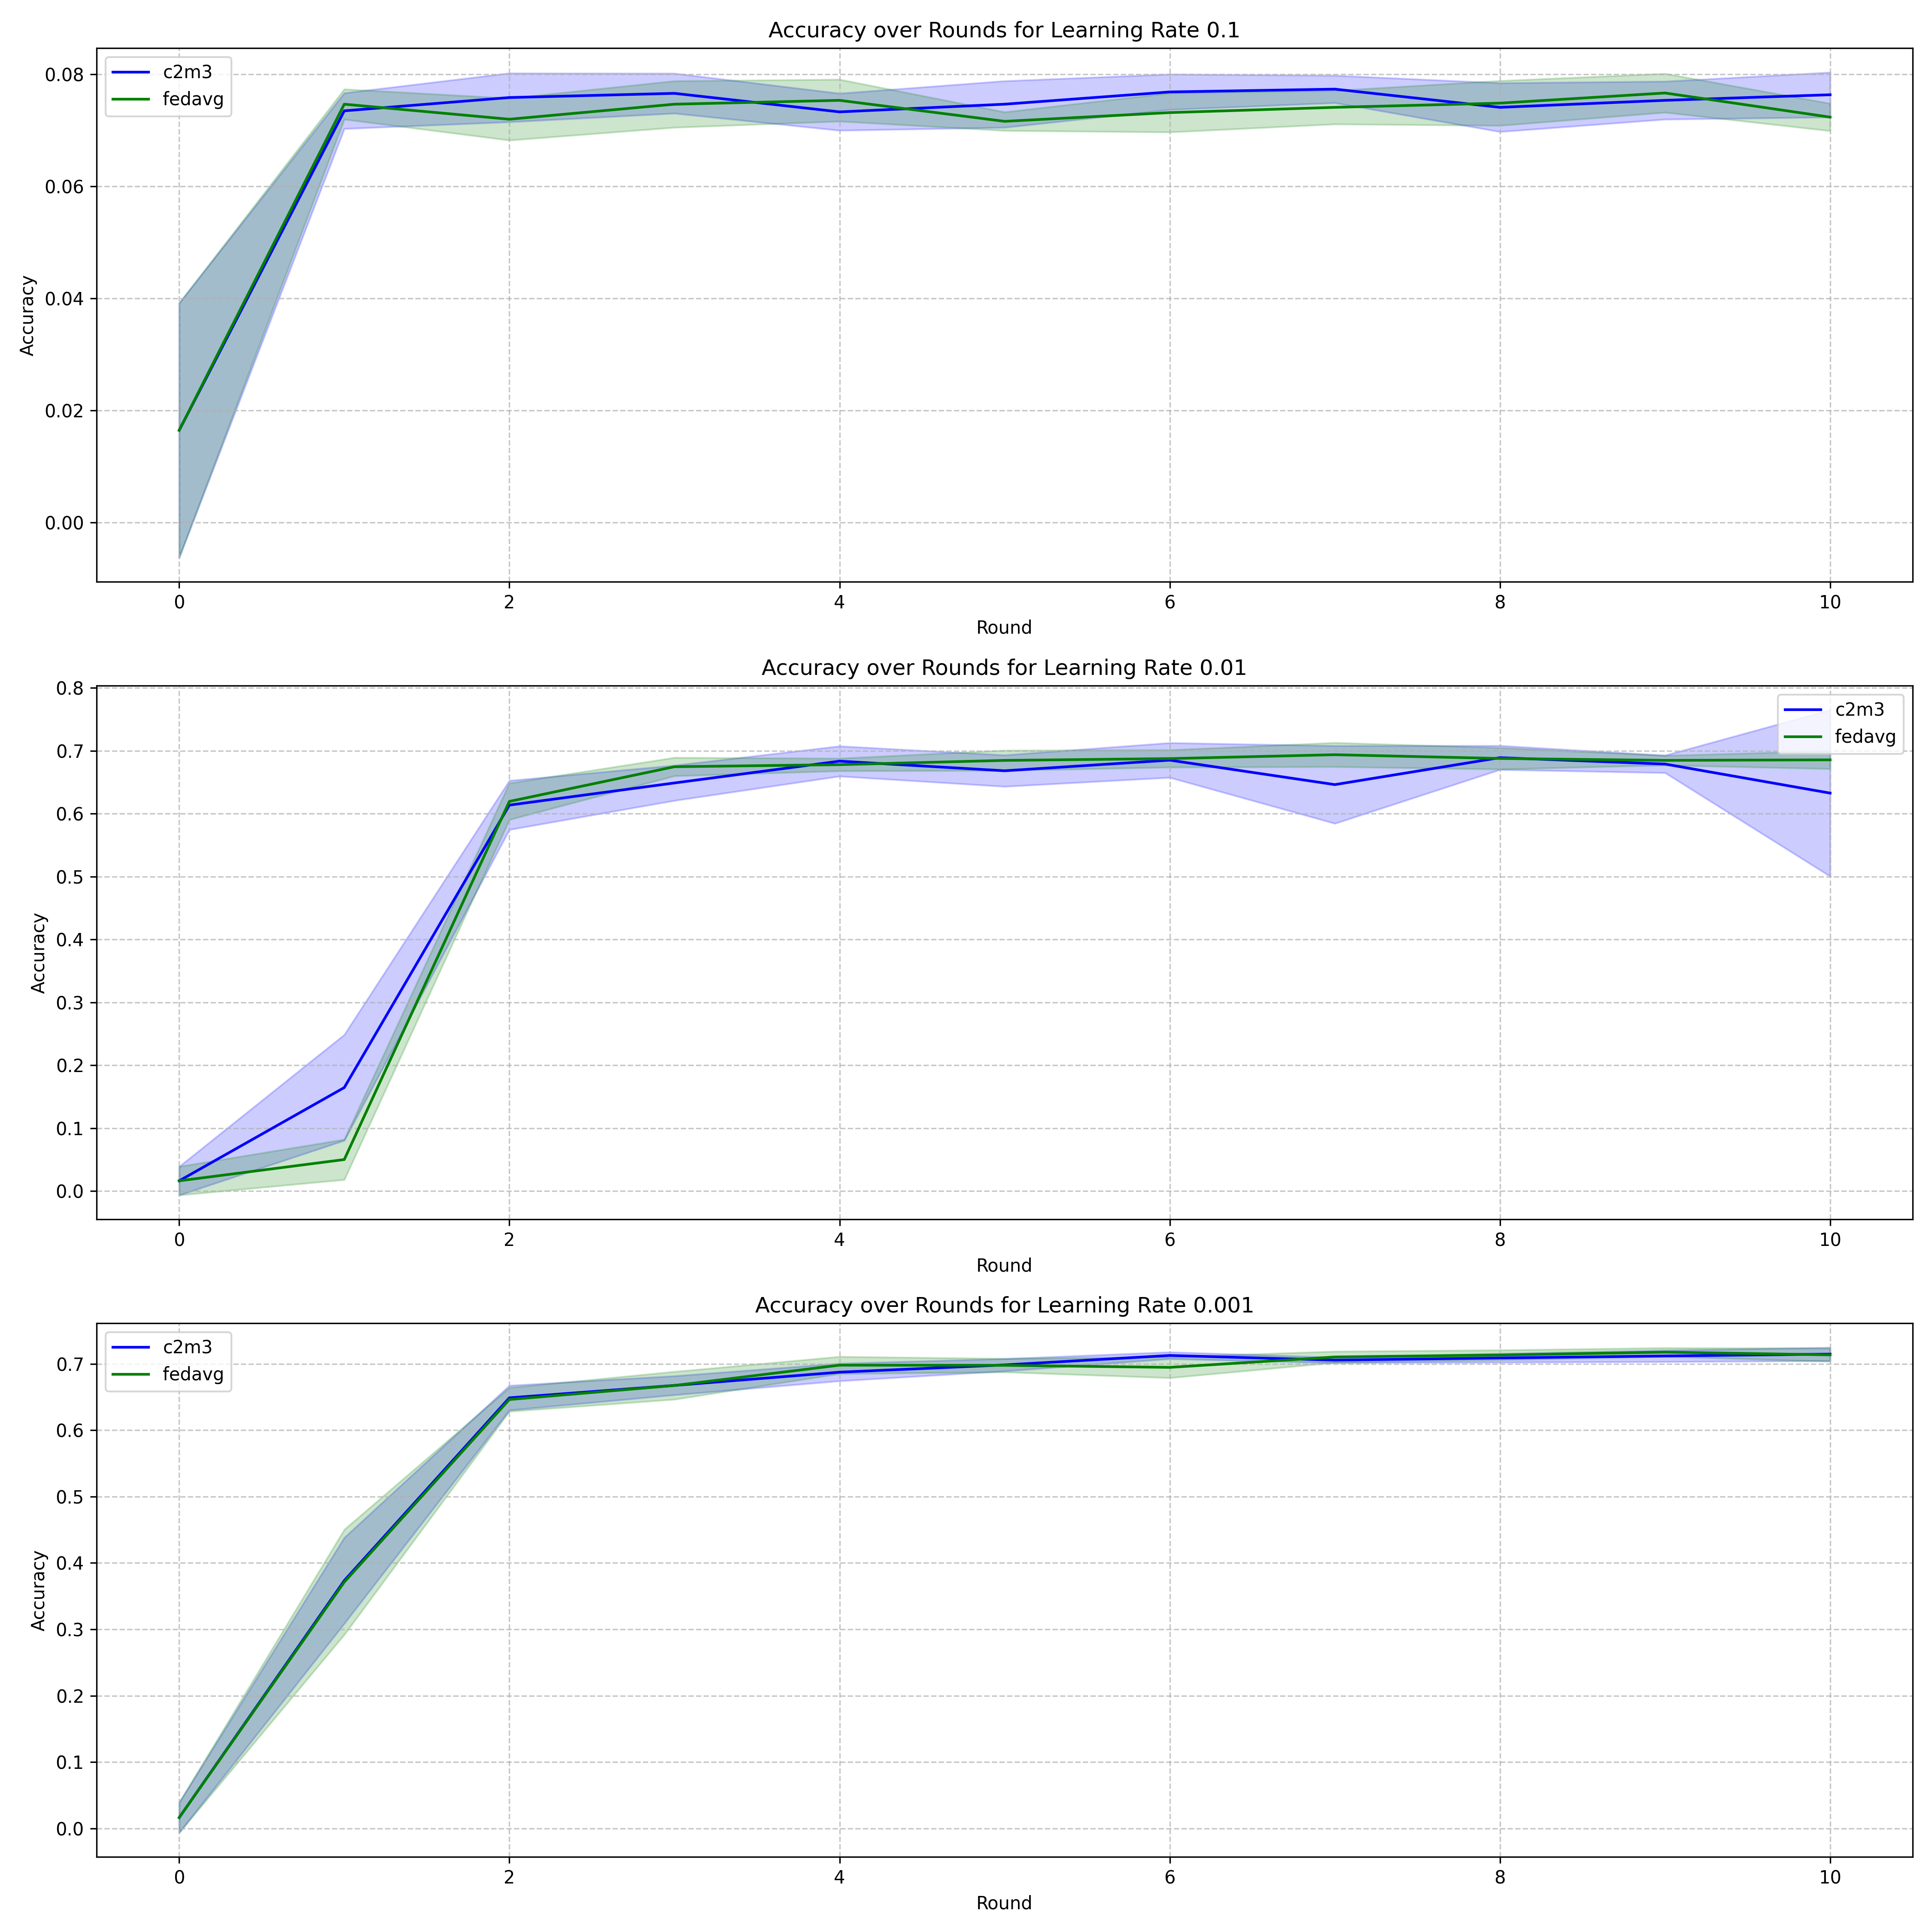 Accuracy over Rounds for Learning Rate 0.1
c2m3
fedavg
0.08
0.06
0.04
0.02
0.00
Accuracy
0 2 4 6 8 10
Round
Accuracy over Rounds for Learning Rate 0.01
c2m3
fedavg
0.8
0.7
0.6
0.5
0.4
0.3
0.2
0.1
0.0
Accuracy
0 2 4 6 8 10
Round
Accuracy over Rounds for Learning Rate 0.001
c2m3
fedavg
0.7
0.6
0.5
0.4
0.3
0.2
0.1
0.0
Accuracy
0 2 4 6 8 10
Round